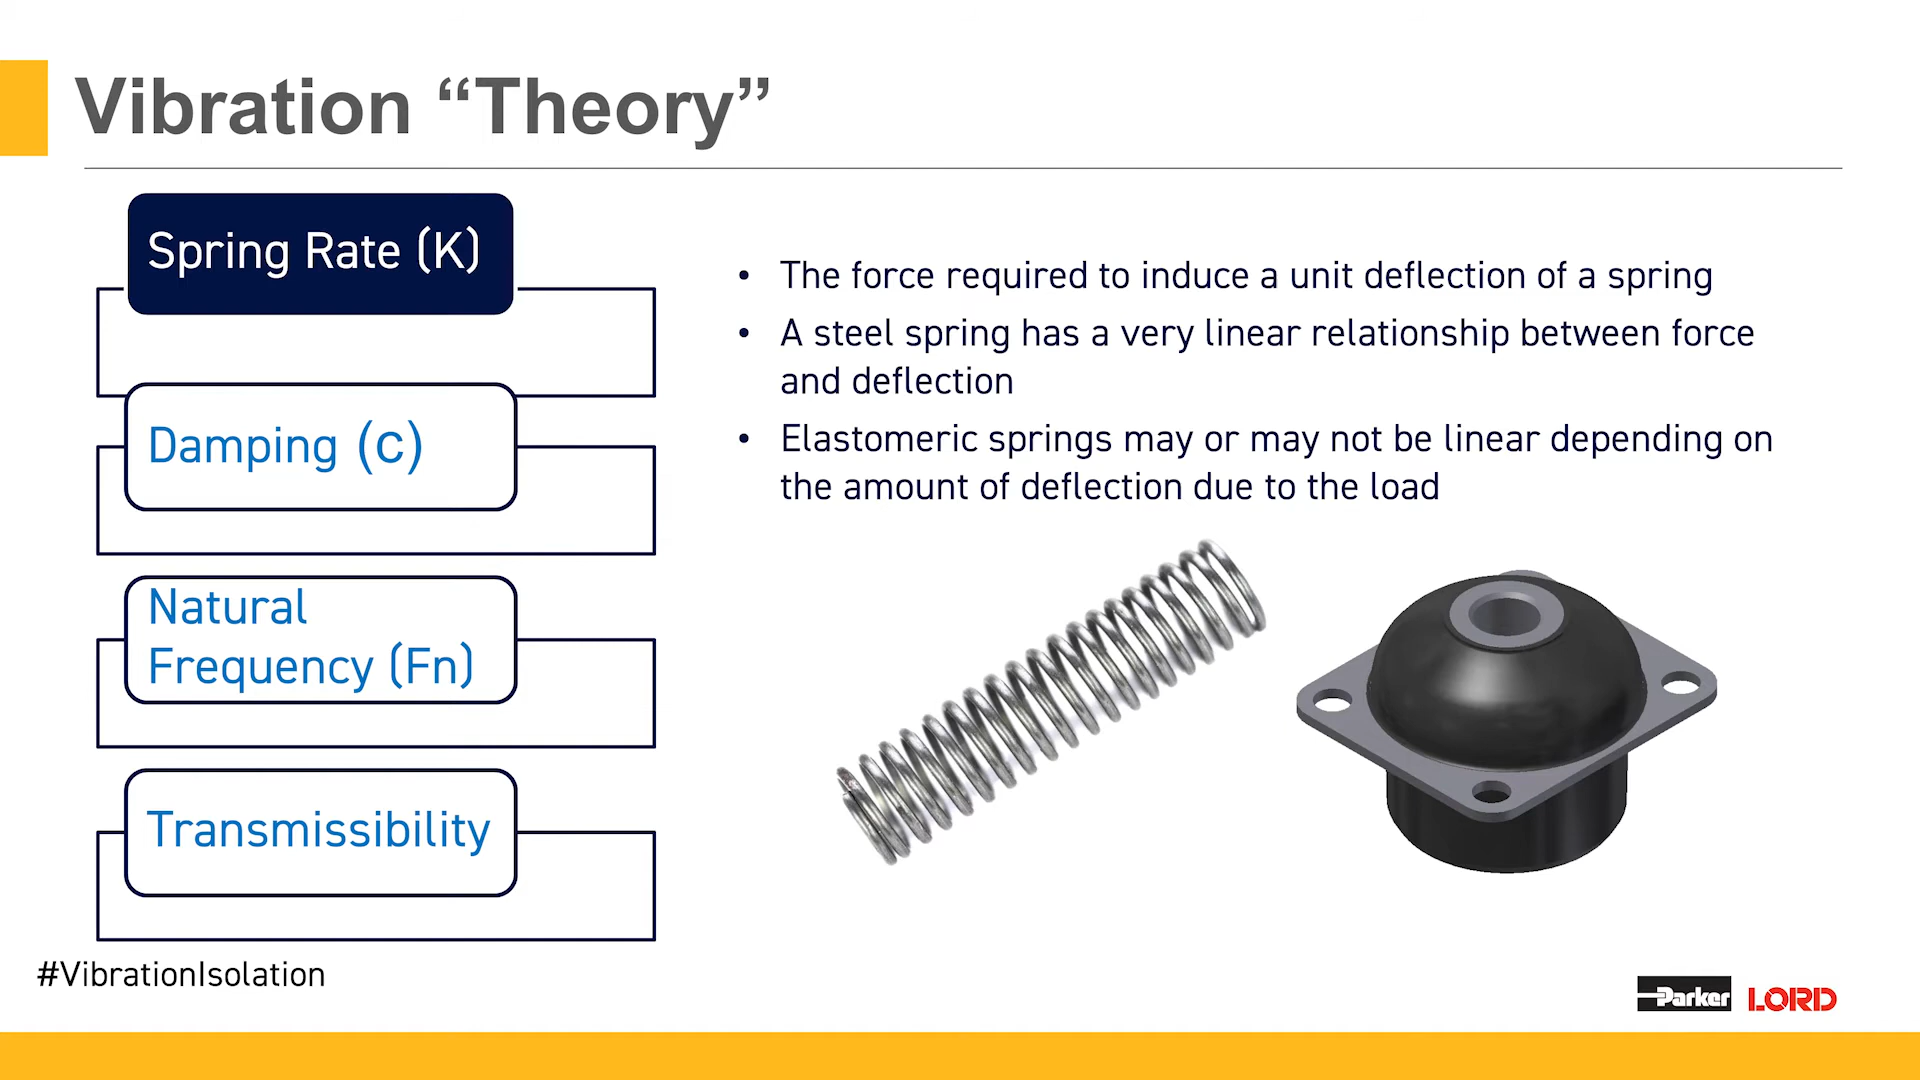 Vibration “Theory”
Spring Rate (K)
Damping (c)
Natural
Frequency (Fn)
Transmissibility
• The force required to induce a unit deflection of a spring
• A steel spring has a very linear relationship between force
and deflection
• Elastomeric springs may or may not be linear depending on
the amount of deflection due to the load
#VibrationIsolation
Parker LORD